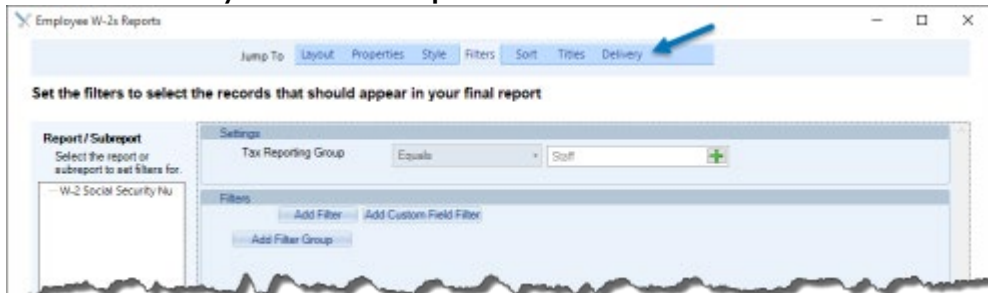 Employee W-2s Reports
Jump To Layout Properties Style Filters Sort Titles Delivery
Set the filters to select the records that should appear in your final report
Report / Subreport
Select the report or
subreport to set filters for.
W-2 Social Security Nu
Settings
Tax Reporting Group Equals Staff
Filters
Add Filter Add Custom Field Filter
Add Filter Group